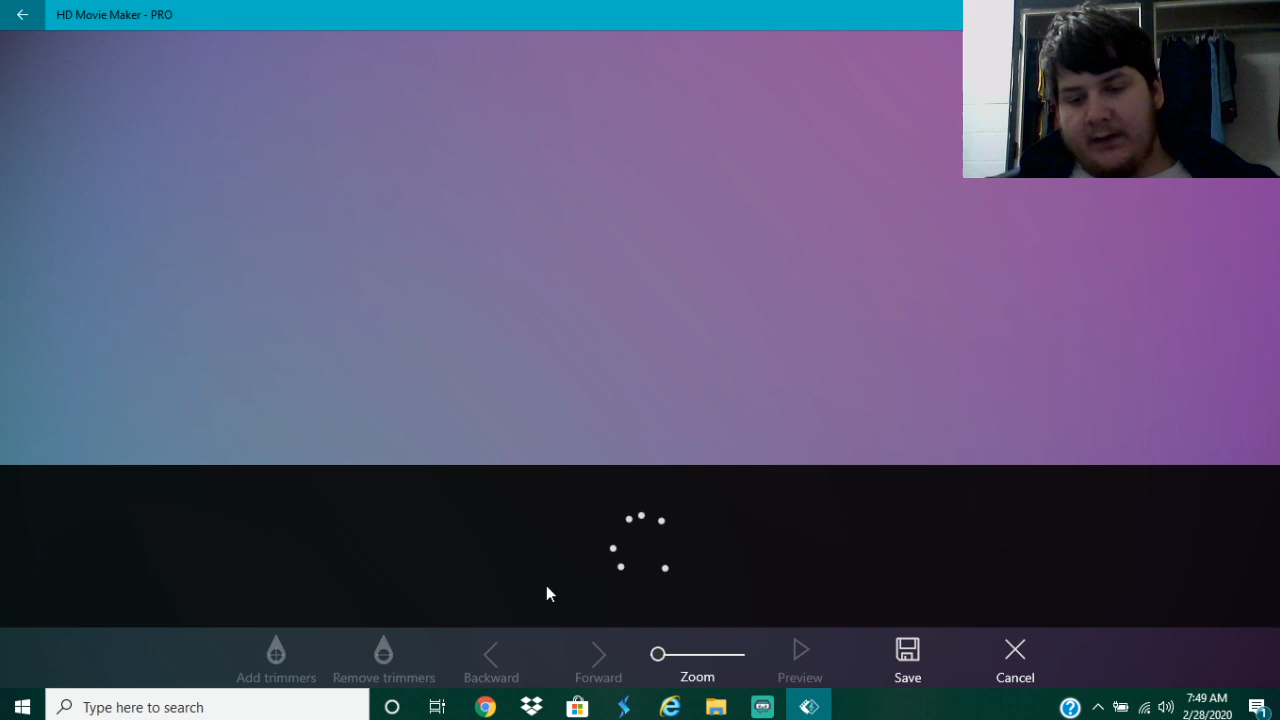 HD Movie Maker - PRO
Add trimmers
Remove trimmers
Backward
Forward
Zoom
Preview
Save
Cancel
Type here to search
7:49 AM
2/28/2020
1